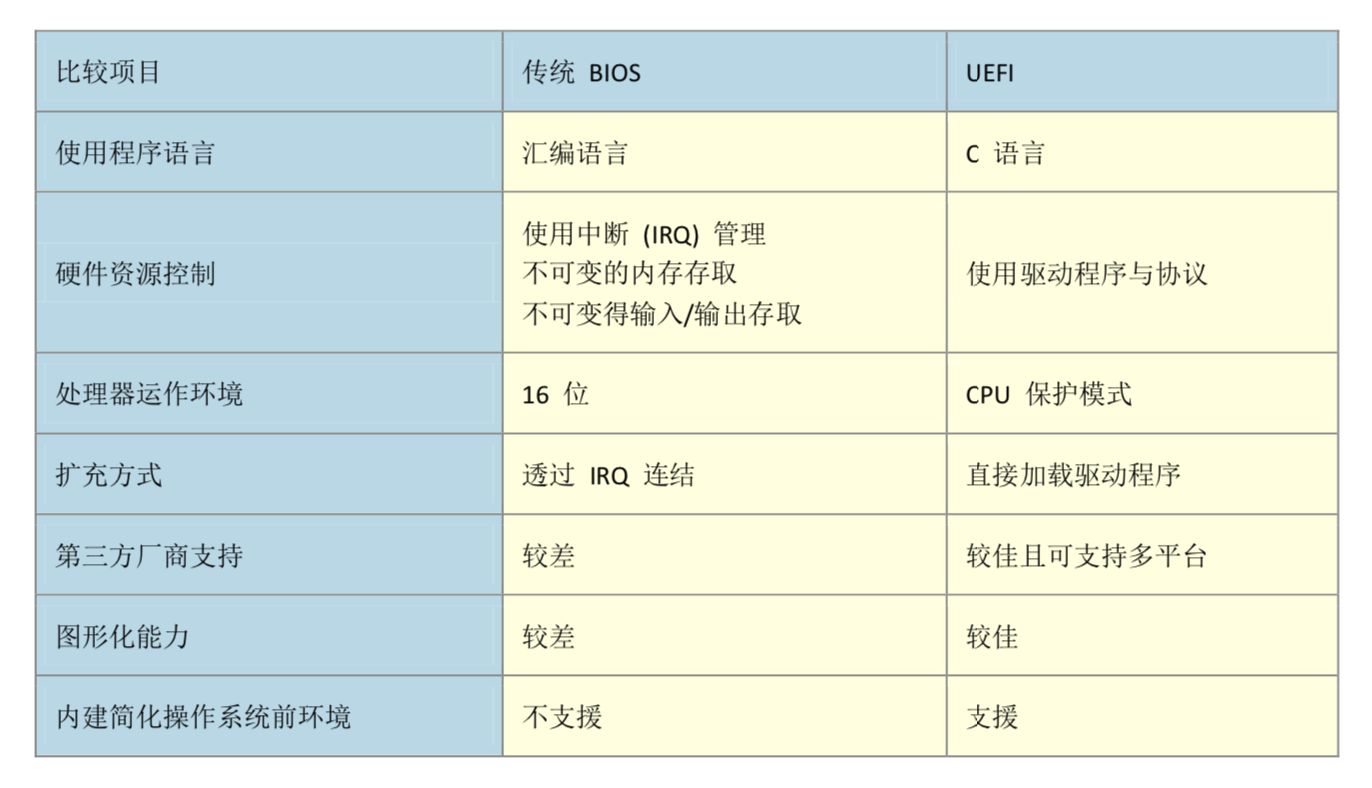 比较项目 传统 BIOS UEFI
使用程序语言 汇编语言 C 语言
硬件资源控制 使用中断 (IRQ) 管理
不可变的内存存取
不可变得输入/输出存取
使用驱动程序与协议
处理器运作环境 16 位 CPU 保护模式
扩充方式 透过 IRQ 连结 直接加载驱动程序
第三方厂商支持 较差 较佳且可支持多平台
图形化能力 较差 较佳
内建简化操作系统前环境 不支援 支援